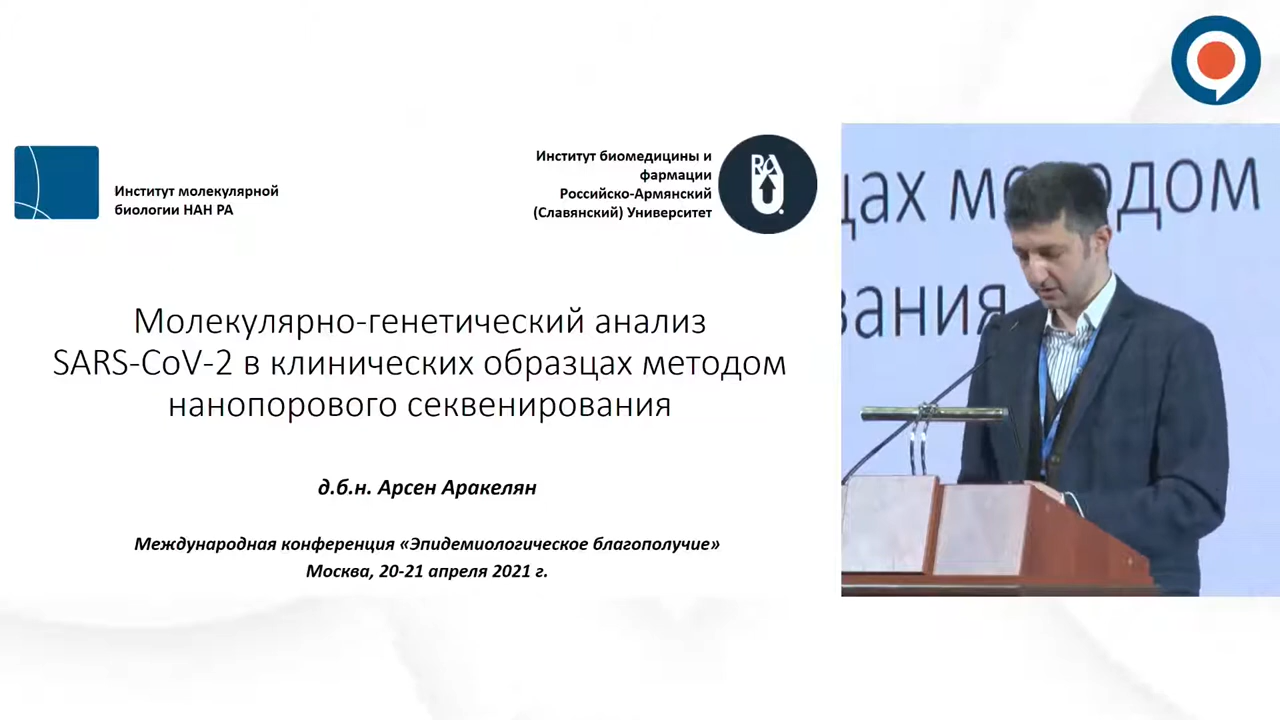 Институт молекулярной
биологии НАН РА
Институт биомедицины и
фармации
Российско-Армянский
(Славянский) Университет
RAU
Молекулярно-генетический анализ
SARS-CoV-2 в клинических образцах методом
нанопорового секвенирования
д.б.н. Арсен Аракелян
Международная конференция «Эпидемиологическое благополучие»
Москва, 20-21 апреля 2021 г.
цах методом
вания